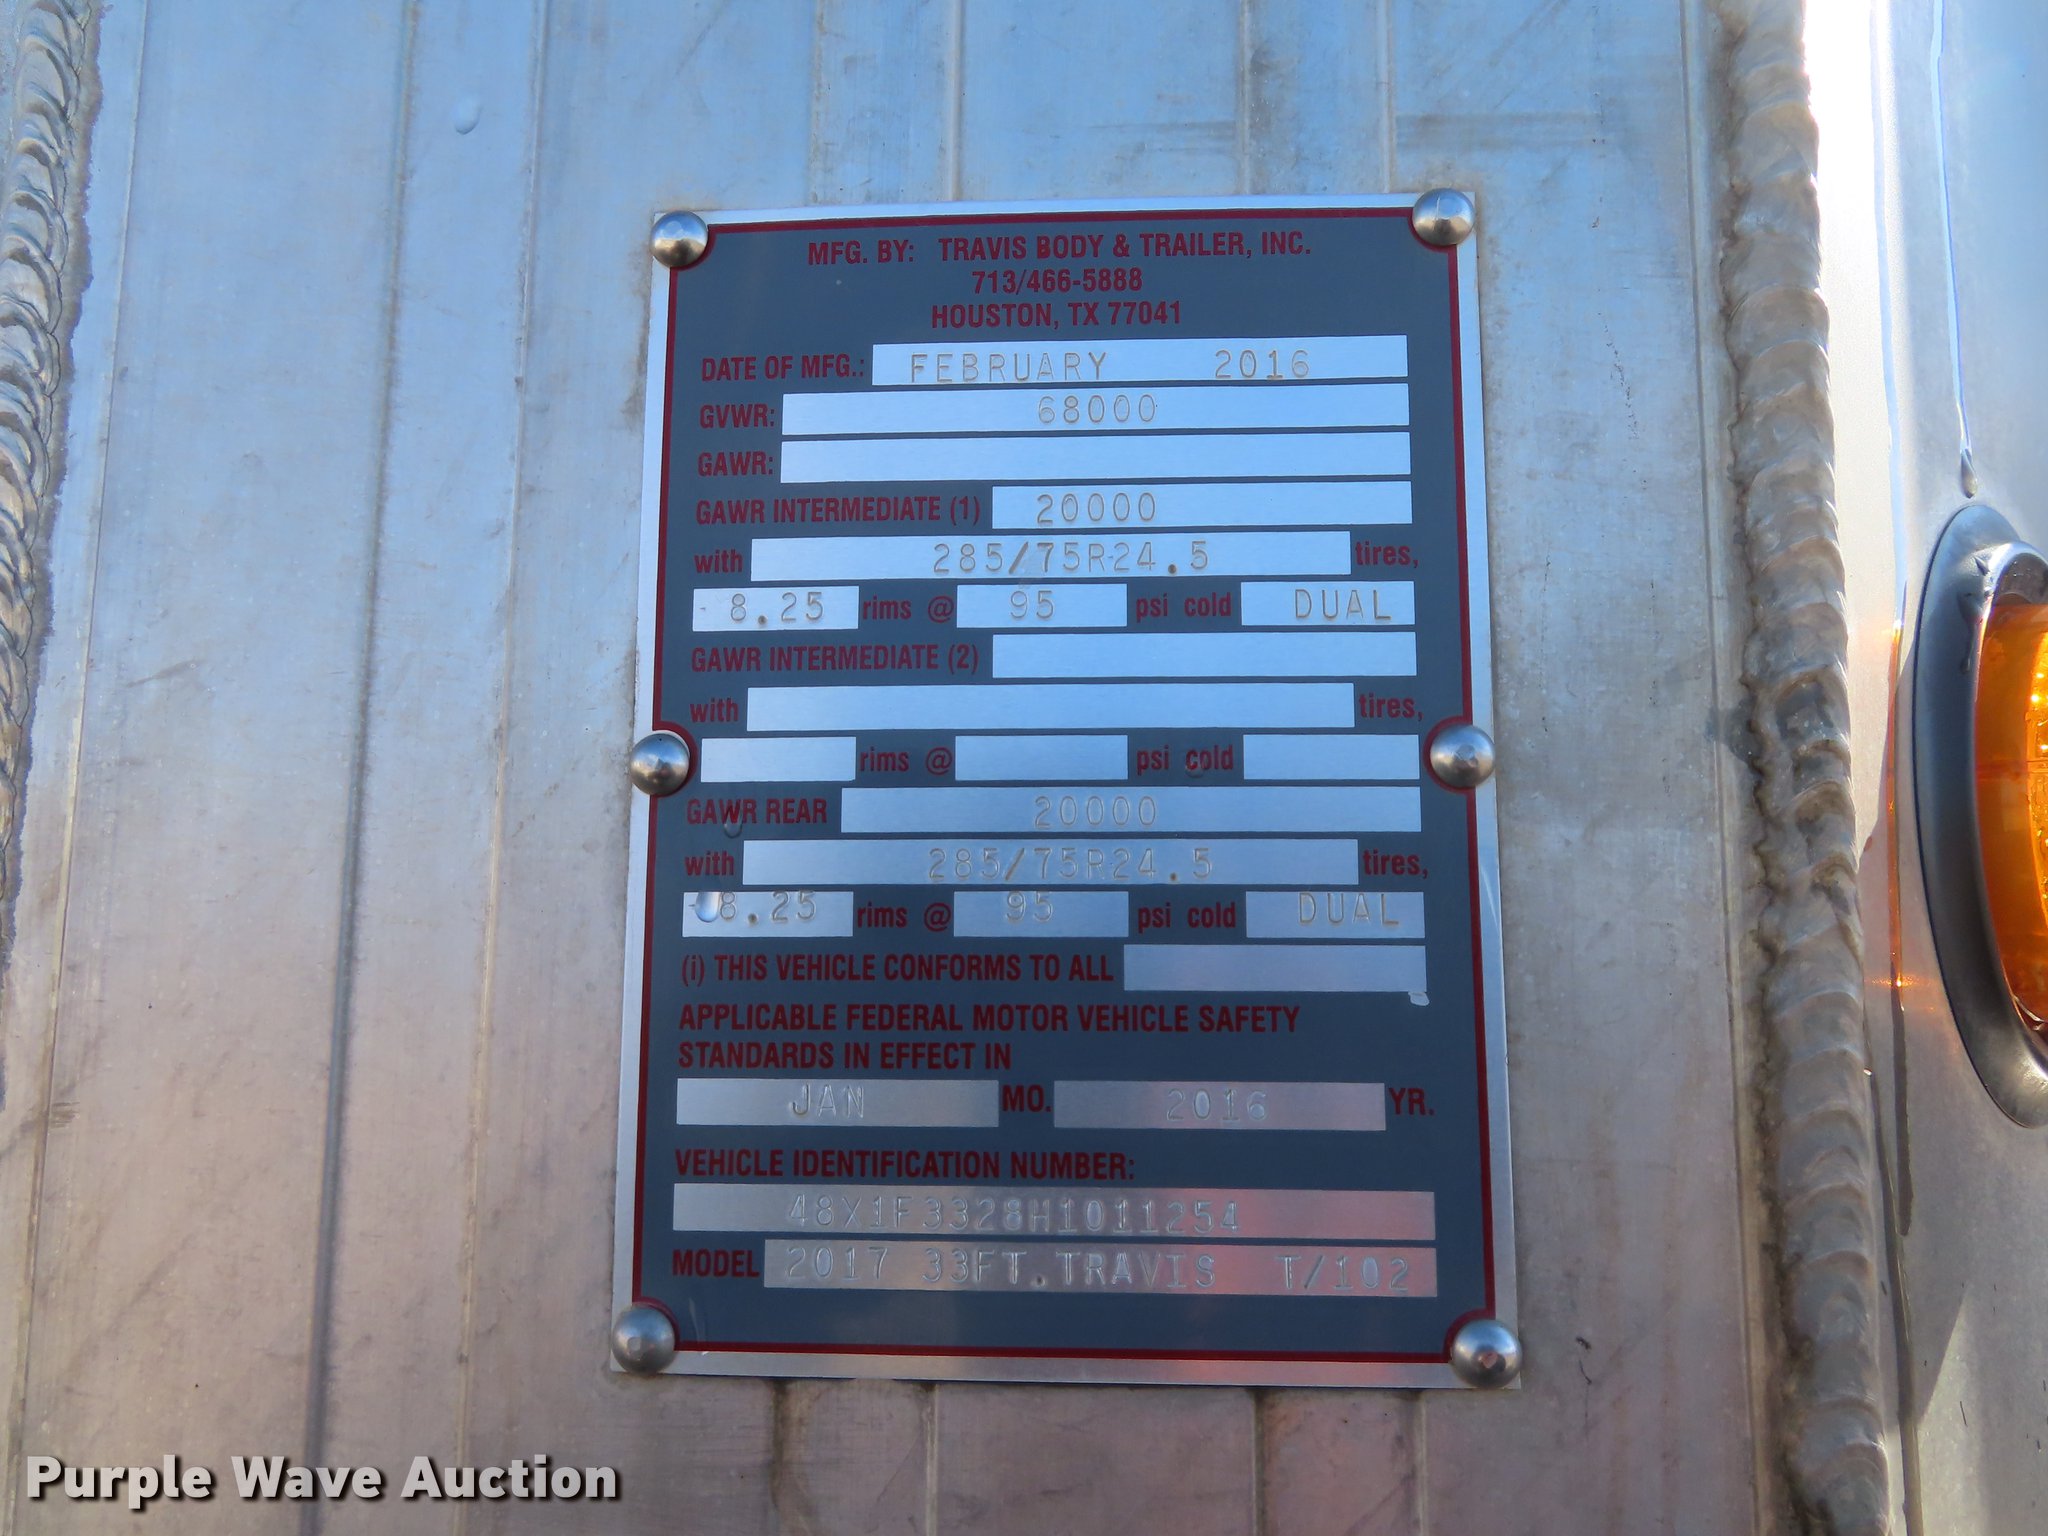 MFG. BY: TRAVIS BODY & TRAILER, INC.
713/466-5888
HOUSTON, TX 77041
DATE OF MFG.: FEBRUARY 2016
GVWR: 68000
GAWR:
GAWR INTERMEDIATE (1) 20000
with 285/75R24.5 tires,
8.25 rims @ 95 psi cold DUAL
GAWR INTERMEDIATE (2)
with tires,
rims @ psi cold
GAWR REAR 20000
with 285/75R24.5 tires,
8.25 rims @ 95 psi cold DUAL
(i) THIS VEHICLE CONFORMS TO ALL
APPLICABLE FEDERAL MOTOR VEHICLE SAFETY
STANDARDS IN EFFECT IN
JAN MO. 2016 YR.
VEHICLE IDENTIFICATION NUMBER:
48X1F3328H1011254
MODEL 2017 33FT.TRAVIS T/102
Purple Wave Auction